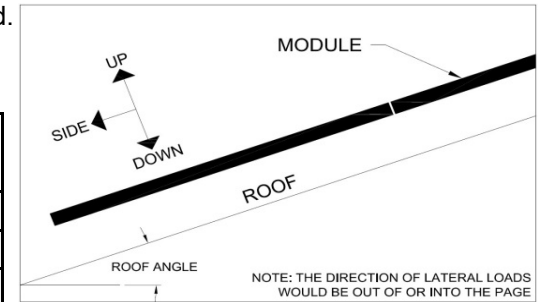 d.
UP
MODULE
SIDE
DOWN
ROOF
ROOF ANGLE
NOTE: THE DIRECTION OF LATERAL LOADS
WOULD BE OUT OF OR INTO THE PAGE